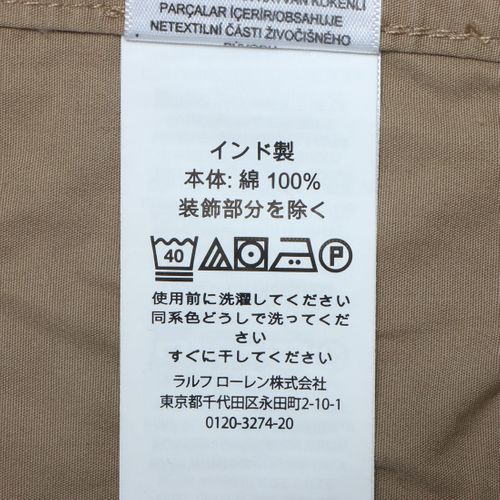 PARÇALAR İÇERİR/OBSAHUJE
NETEXTILNÍ ČÁSTI ŽIVOČIŠNÉHO
インド製
本体: 綿 100%
装飾部分を除く
40
P
使用前に洗濯してください
同系色どうしで洗ってくださ
い
すぐに干してください
ラルフ ローレン株式会社
東京都千代田区永田町2-10-1
0120-3274-20